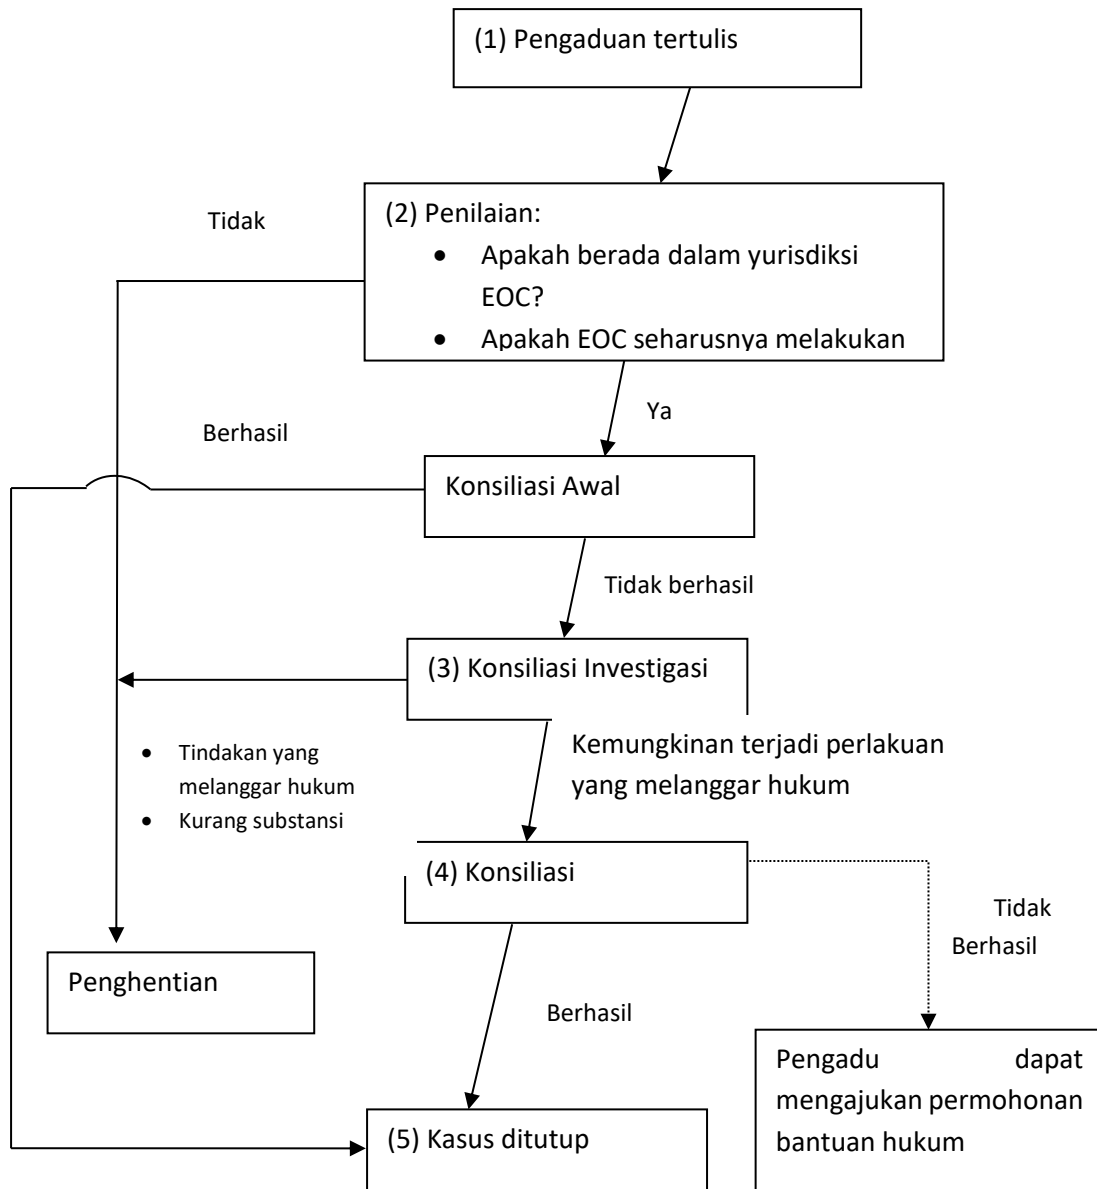 (1) Pengaduan tertulis
(2) Penilaian:
• Apakah berada dalam yurisdiksi
EOC?
• Apakah EOC seharusnya melakukan
Tidak
Ya
Berhasil
Konsiliasi Awal
Tidak berhasil
(3) Konsiliasi Investigasi
• Tindakan yang
melanggar hukum
• Kurang substansi
Kemungkinan terjadi perlakuan
yang melanggar hukum
(4) Konsiliasi
Tidak
Berhasil
Penghentian
Berhasil
Pengadu dapat
mengajukan permohonan
bantuan hukum
(5) Kasus ditutup